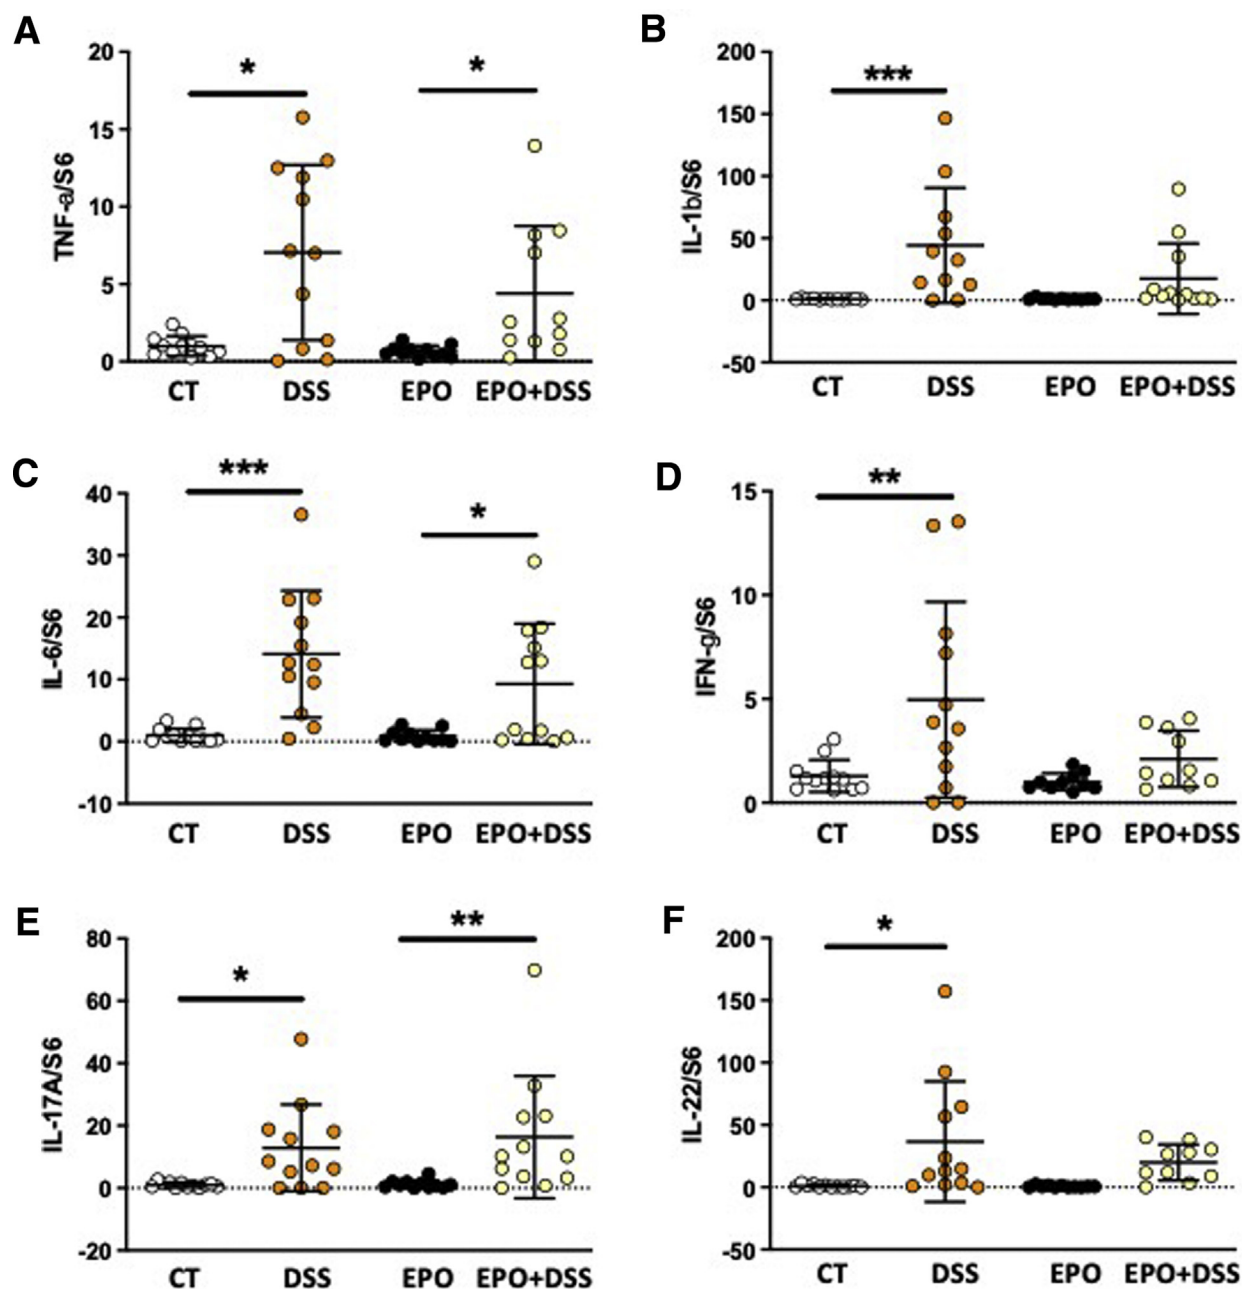 A
TNF-a/S6
20
15
10
5
0
*
*
CT DSS EPO EPO+DSS
B
IL-1b/S6
200
150
100
50
0
-50
***
CT DSS EPO EPO+DSS
C
IL-6/S6
40
30
20
10
0
-10
***
*
CT DSS EPO EPO+DSS
D
IFN-g/S6
15
10
5
0
**
CT DSS EPO EPO+DSS
E
IL-17A/S6
80
60
40
20
0
-20
*
**
CT DSS EPO EPO+DSS
F
IL-22/S6
200
150
100
50
0
-50
*
CT DSS EPO EPO+DSS